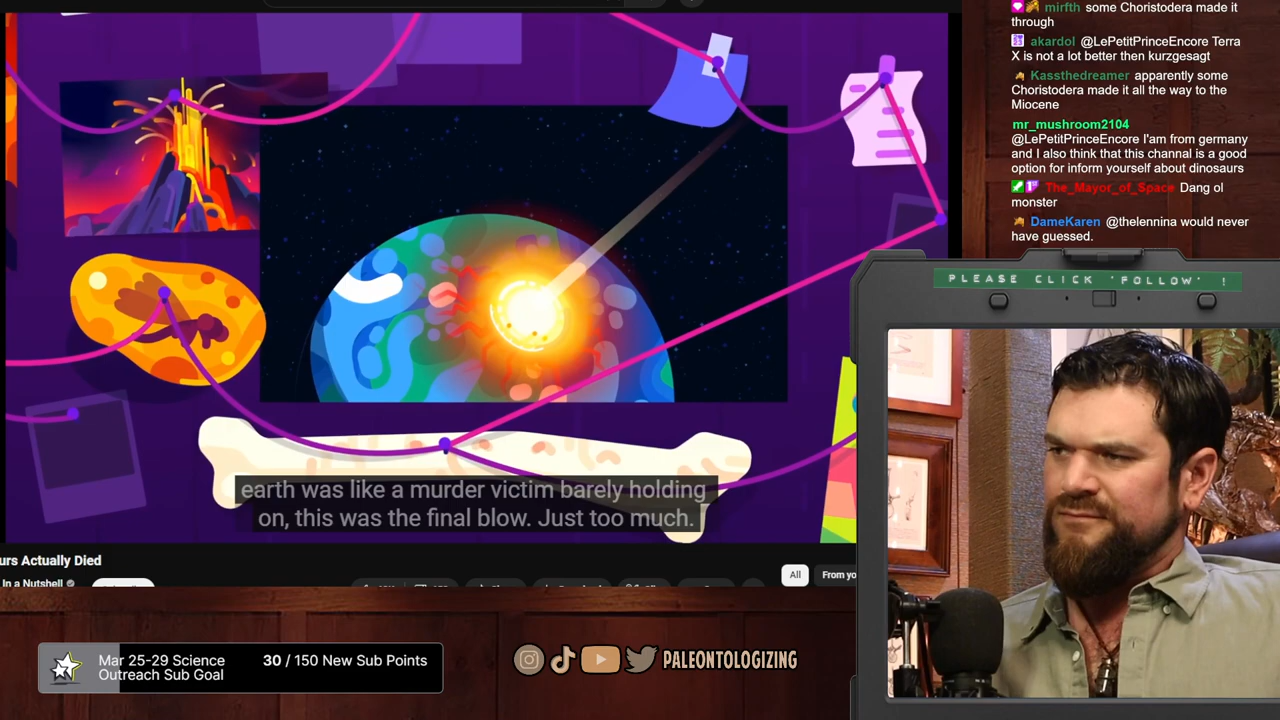 mirfth some Choristodera made it
through
akardol @LePetitPrinceEncore Terra
X is not a lot better then kurzgesagt
Kassthedreamer apparently some
Choristodera made it all the way to the
Miocene
mr_mushroom2104
@LePetitPrinceEncore I'am from germany
and I also think that this channel is a good
option for inform yourself about dinosaurs
The_Mayor_of_Space Dang ol
monster
DameKaren @thelennina would never
have guessed.
PLEASE CLICK 'FOLLOW' !
earth was like a murder victim barely holding
on, this was the final blow. Just too much.
urs Actually Died
In a Nutshell
All
From yo
Mar 25-29 Science
Outreach Sub Goal
30 / 150 New Sub Points
PALEONTOLOGIZING